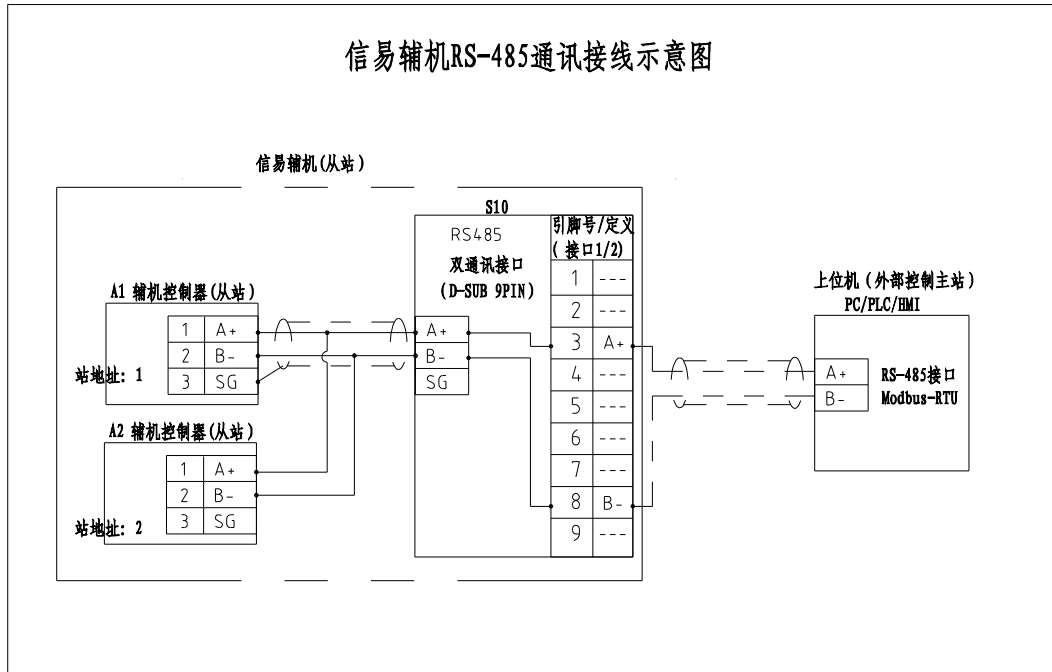 信易辅机RS-485通讯接线示意图
信易辅机(从站)
S10
RS485
双通讯接口
(D-SUB 9PIN)
引脚号/定义
( 接口1/2)
A1 辅机控制器(从站)
1 A+
2 B-
3 SG
站地址: 1
A2 辅机控制器(从站)
1 A+
2 B-
3 SG
站地址: 2
A+
B-
SG
1 ---
2 ---
3 A+
4 ---
5 ---
6 ---
7 ---
8 B-
9 ---
上位机 (外部控制主站)
PC/PLC/HMI
A+
B-
RS-485接口
Modbus-RTU